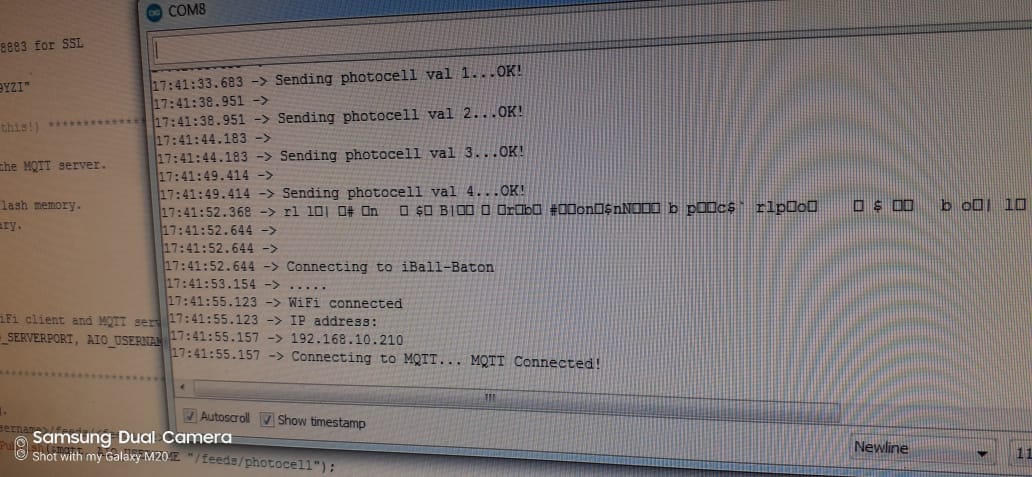 COM8
8883 for SSL
9YZI"
this!) ***************
the MQTT server.
lash memory.
ary.
iFi client and MQTT serv
_SERVERPORT, AIO_USERNAM
17:41:33.683 -> Sending photocell val 1...OK!
17:41:38.951 ->
17:41:38.951 -> Sending photocell val 2...OK!
17:41:44.183 ->
17:41:44.183 -> Sending photocell val 3...OK!
17:41:49.414 ->
17:41:49.414 -> Sending photocell val 4...OK!
17:41:52.368 ->
17:41:52.644 ->
17:41:52.644 ->
17:41:52.644 -> Connecting to iBall-Baton
17:41:53.154 -> .....
17:41:55.123 -> WiFi connected
17:41:55.123 -> IP address:
17:41:55.157 -> 192.168.10.210
17:41:55.157 -> Connecting to MQTT... MQTT Connected!
Autoscroll Show timestamp
Newline
11
"/feeds/photocell");
Samsung Dual Camera
Shot with my Galaxy M20